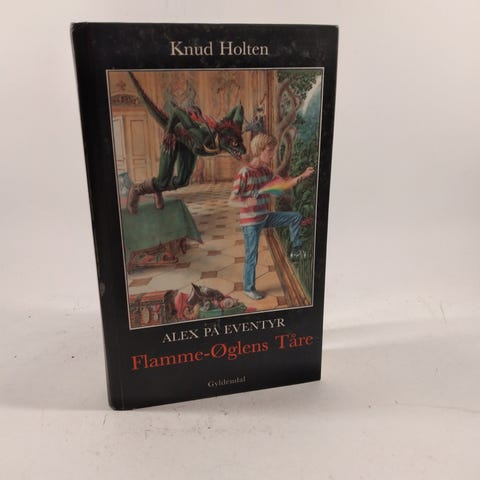 Knud Holten
ALEX PÅ EVENTYR
Flamme-Øglens Tåre
Gyldendal